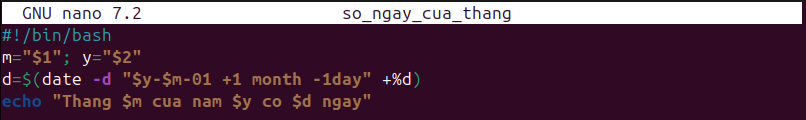 GNU nano 7.2 so_ngay_cua_thang
#!/bin/bash
m="$1"; y="$2"
d=$(date -d "$y-$m-01 +1 month -1day" +%d)
echo "Thang $m cua nam $y co $d ngay"